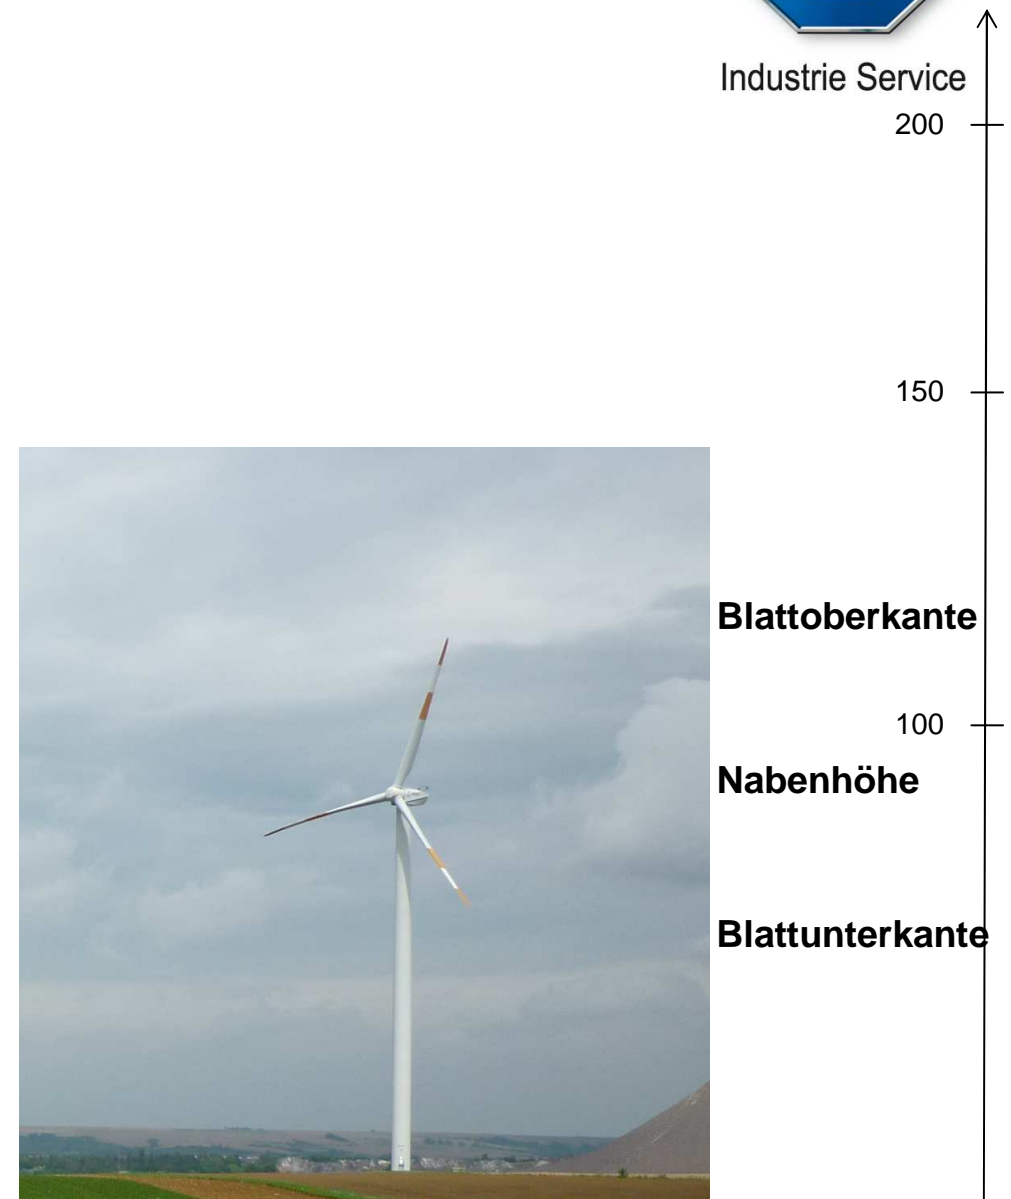 Industrie Service
200
150
Blattoberkante
100
Nabenhöhe
Blattunterkante